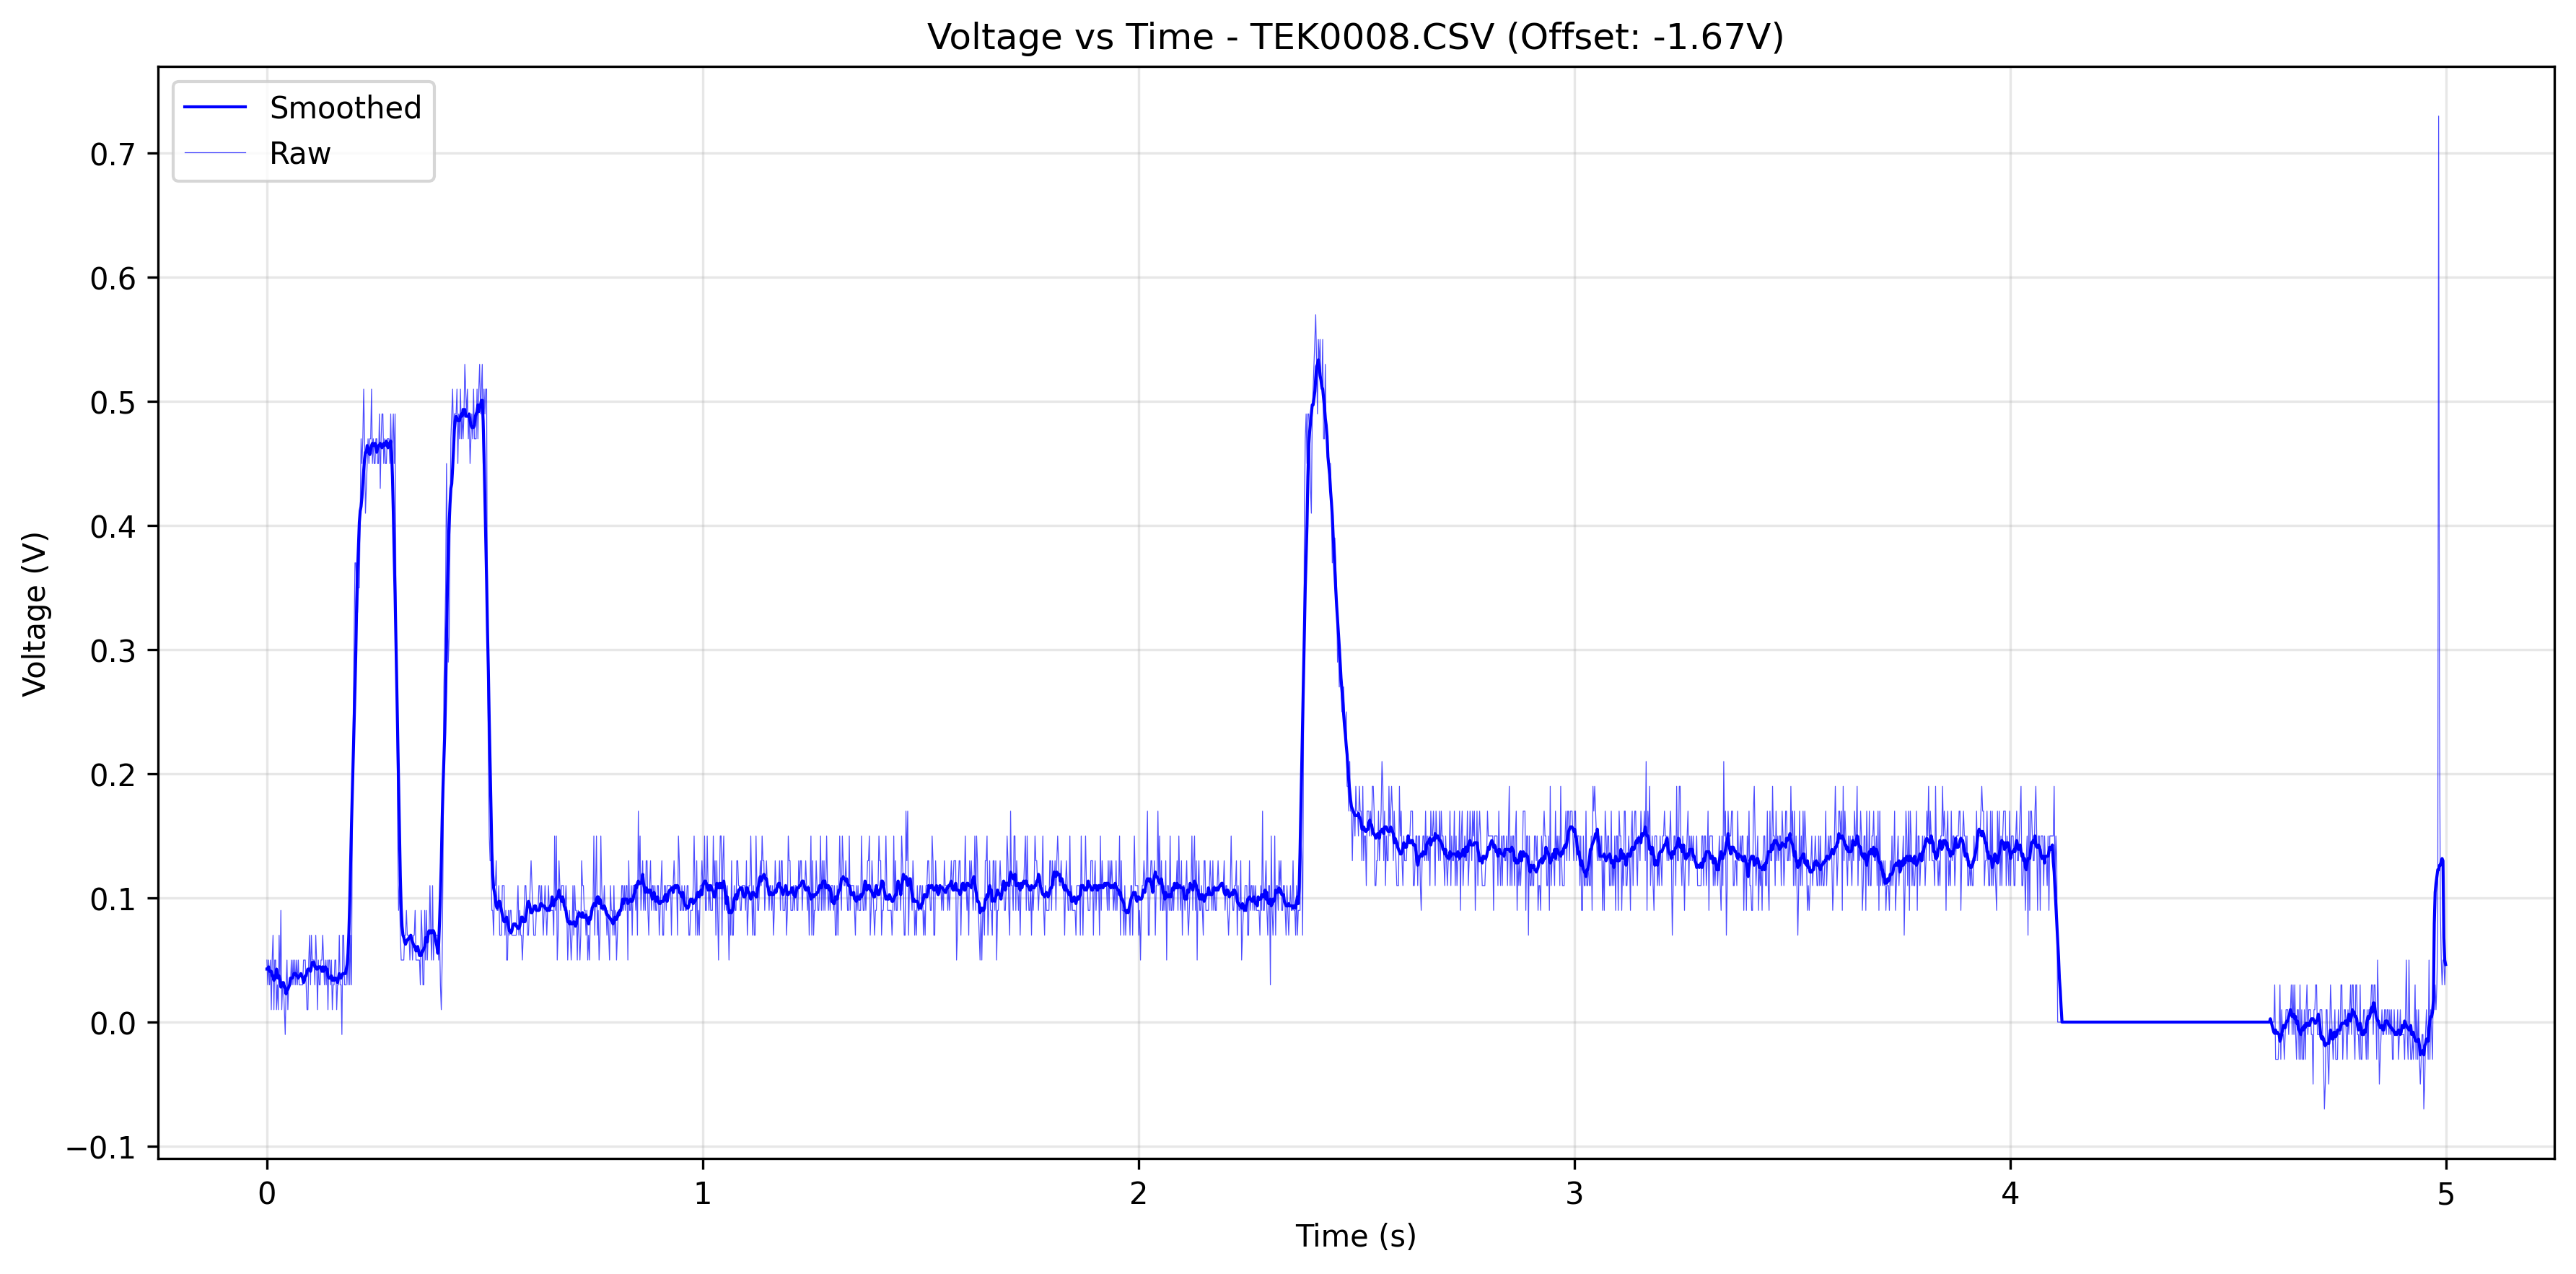 Voltage vs Time - TEK0008.CSV (Offset: -1.67V)
Smoothed
Raw
Voltage (V)
0.7
0.6
0.5
0.4
0.3
0.2
0.1
0.0
−0.1
0 1 2 3 4 5
Time (s)